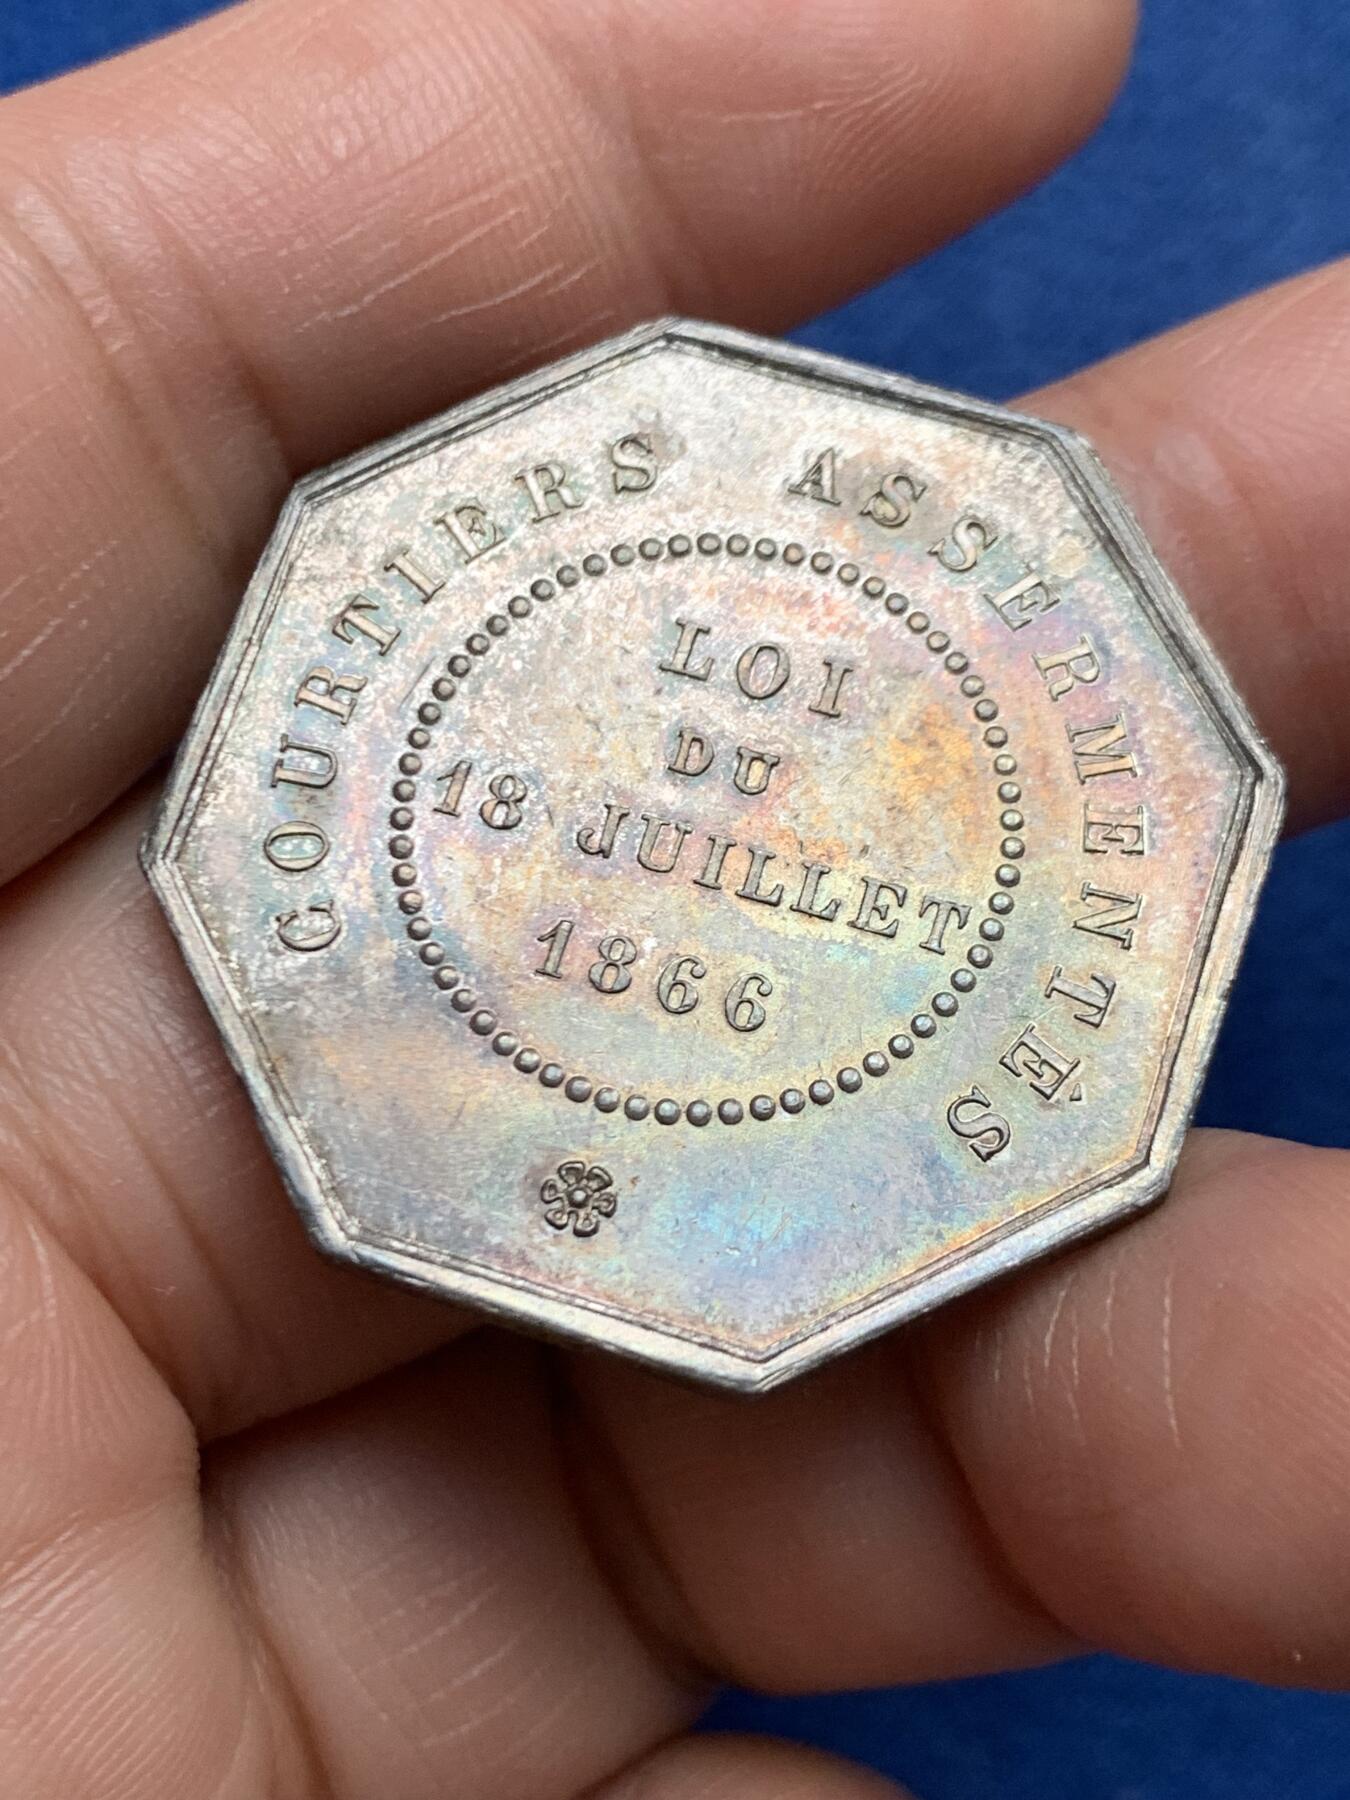 COURTIERS ASSERMENTÉS
LOI
DU
18 JUILLET
1866